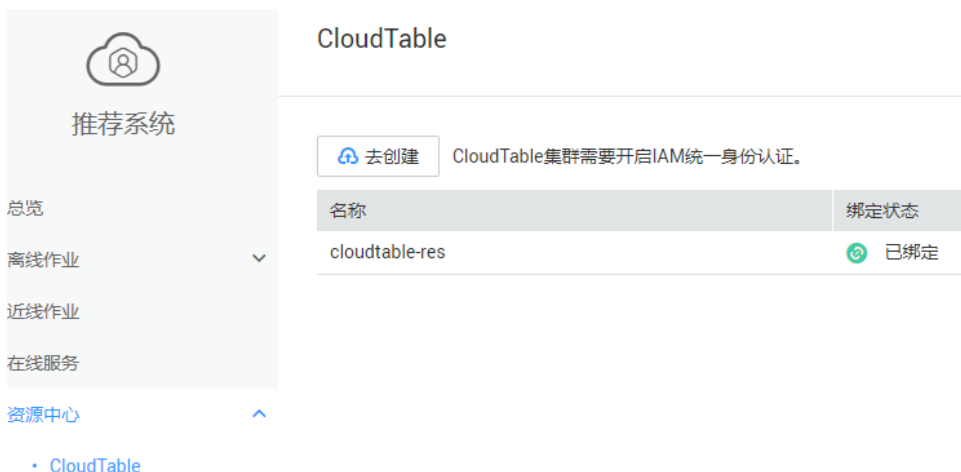 推荐系统
总览
离线作业
近线作业
在线服务
资源中心
• CloudTable
CloudTable
去创建 CloudTable集群需要开启IAM统一身份认证。
名称 绑定状态
cloudtable-res 已绑定